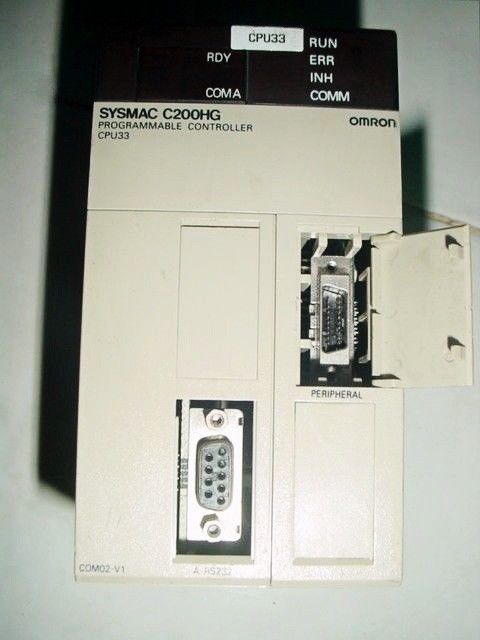 CPU33
RDY
RUN
ERR
INH
COMA
COMM
SYSMAC C200HG
PROGRAMMABLE CONTROLLER
CPU33
OMRON
PERIPHERAL
COM02-V1
A RS232